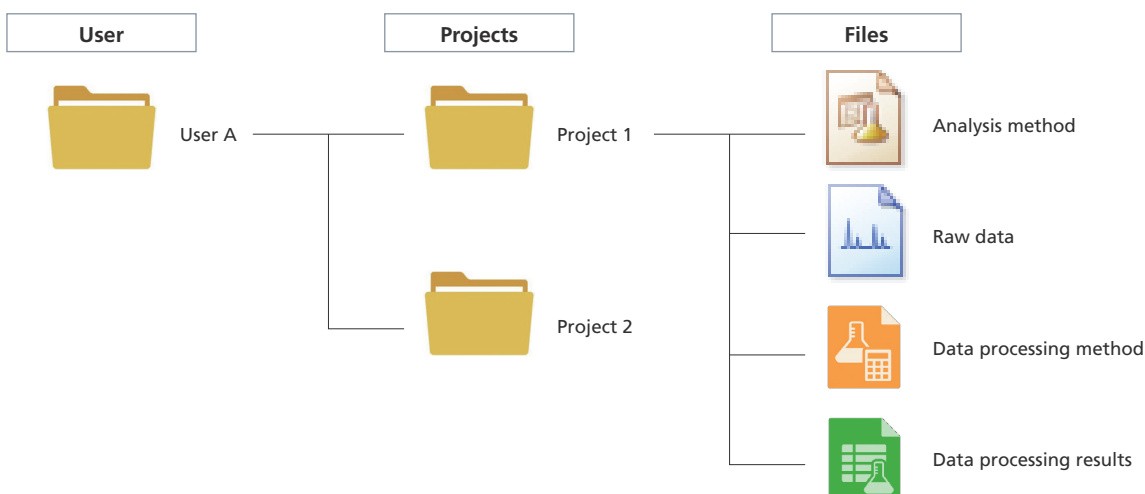 User
Projects
Files
User A
Project 1
Analysis method
Raw data
Project 2
Data processing method
Data processing results